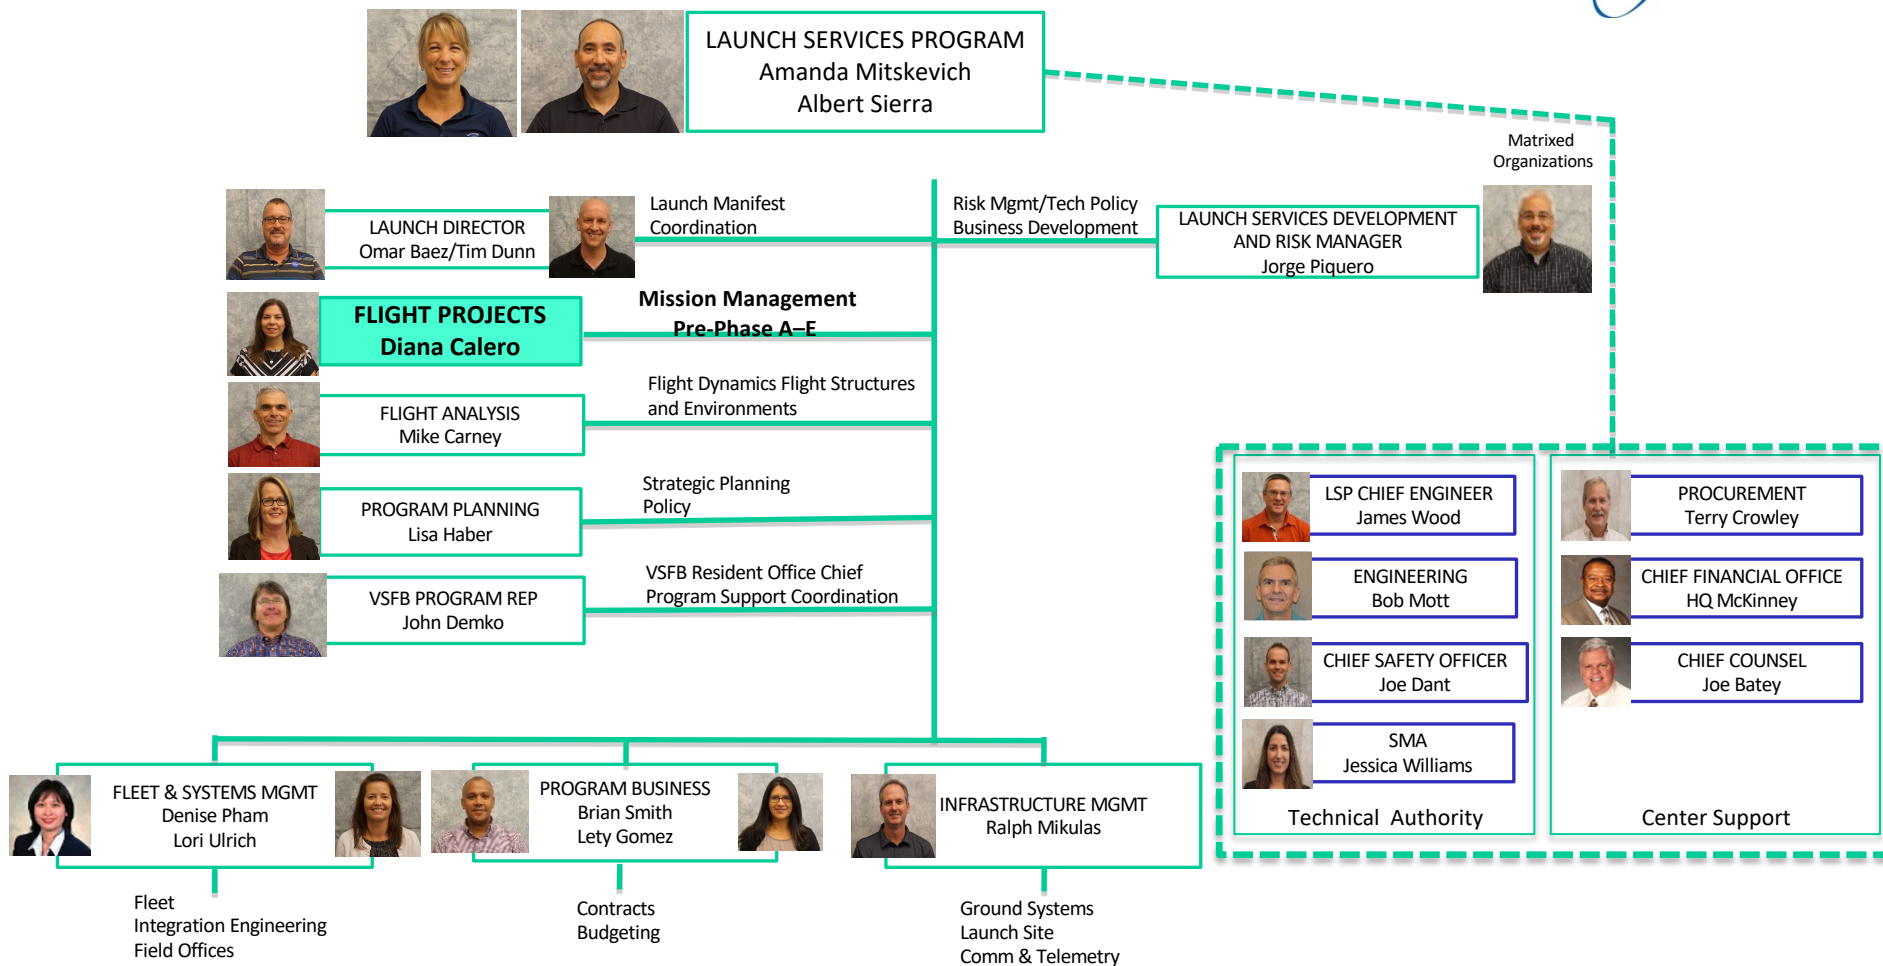 LAUNCH SERVICES PROGRAM
Amanda Mitskevich
Albert Sierra
Matrixed
Organizations
LAUNCH DIRECTOR
Omar Baez/Tim Dunn
Launch Manifest
Coordination
Risk Mgmt/Tech Policy
Business Development
LAUNCH SERVICES DEVELOPMENT
AND RISK MANAGER
Jorge Piquero
FLIGHT PROJECTS
Diana Calero
Mission Management
Pre-Phase A–E
FLIGHT ANALYSIS
Mike Carney
Flight Dynamics Flight Structures
and Environments
PROGRAM PLANNING
Lisa Haber
Strategic Planning
Policy
VSFB PROGRAM REP
John Demko
VSFB Resident Office Chief
Program Support Coordination
LSP CHIEF ENGINEER
James Wood
ENGINEERING
Bob Mott
CHIEF SAFETY OFFICER
Joe Dant
SMA
Jessica Williams
Technical Authority
PROCUREMENT
Terry Crowley
CHIEF FINANCIAL OFFICE
HQ McKinney
CHIEF COUNSEL
Joe Batey
Center Support
FLEET & SYSTEMS MGMT
Denise Pham
Lori Ulrich
Fleet
Integration Engineering
Field Offices
PROGRAM BUSINESS
Brian Smith
Lety Gomez
Contracts
Budgeting
INFRASTRUCTURE MGMT
Ralph Mikulas
Ground Systems
Launch Site
Comm & Telemetry